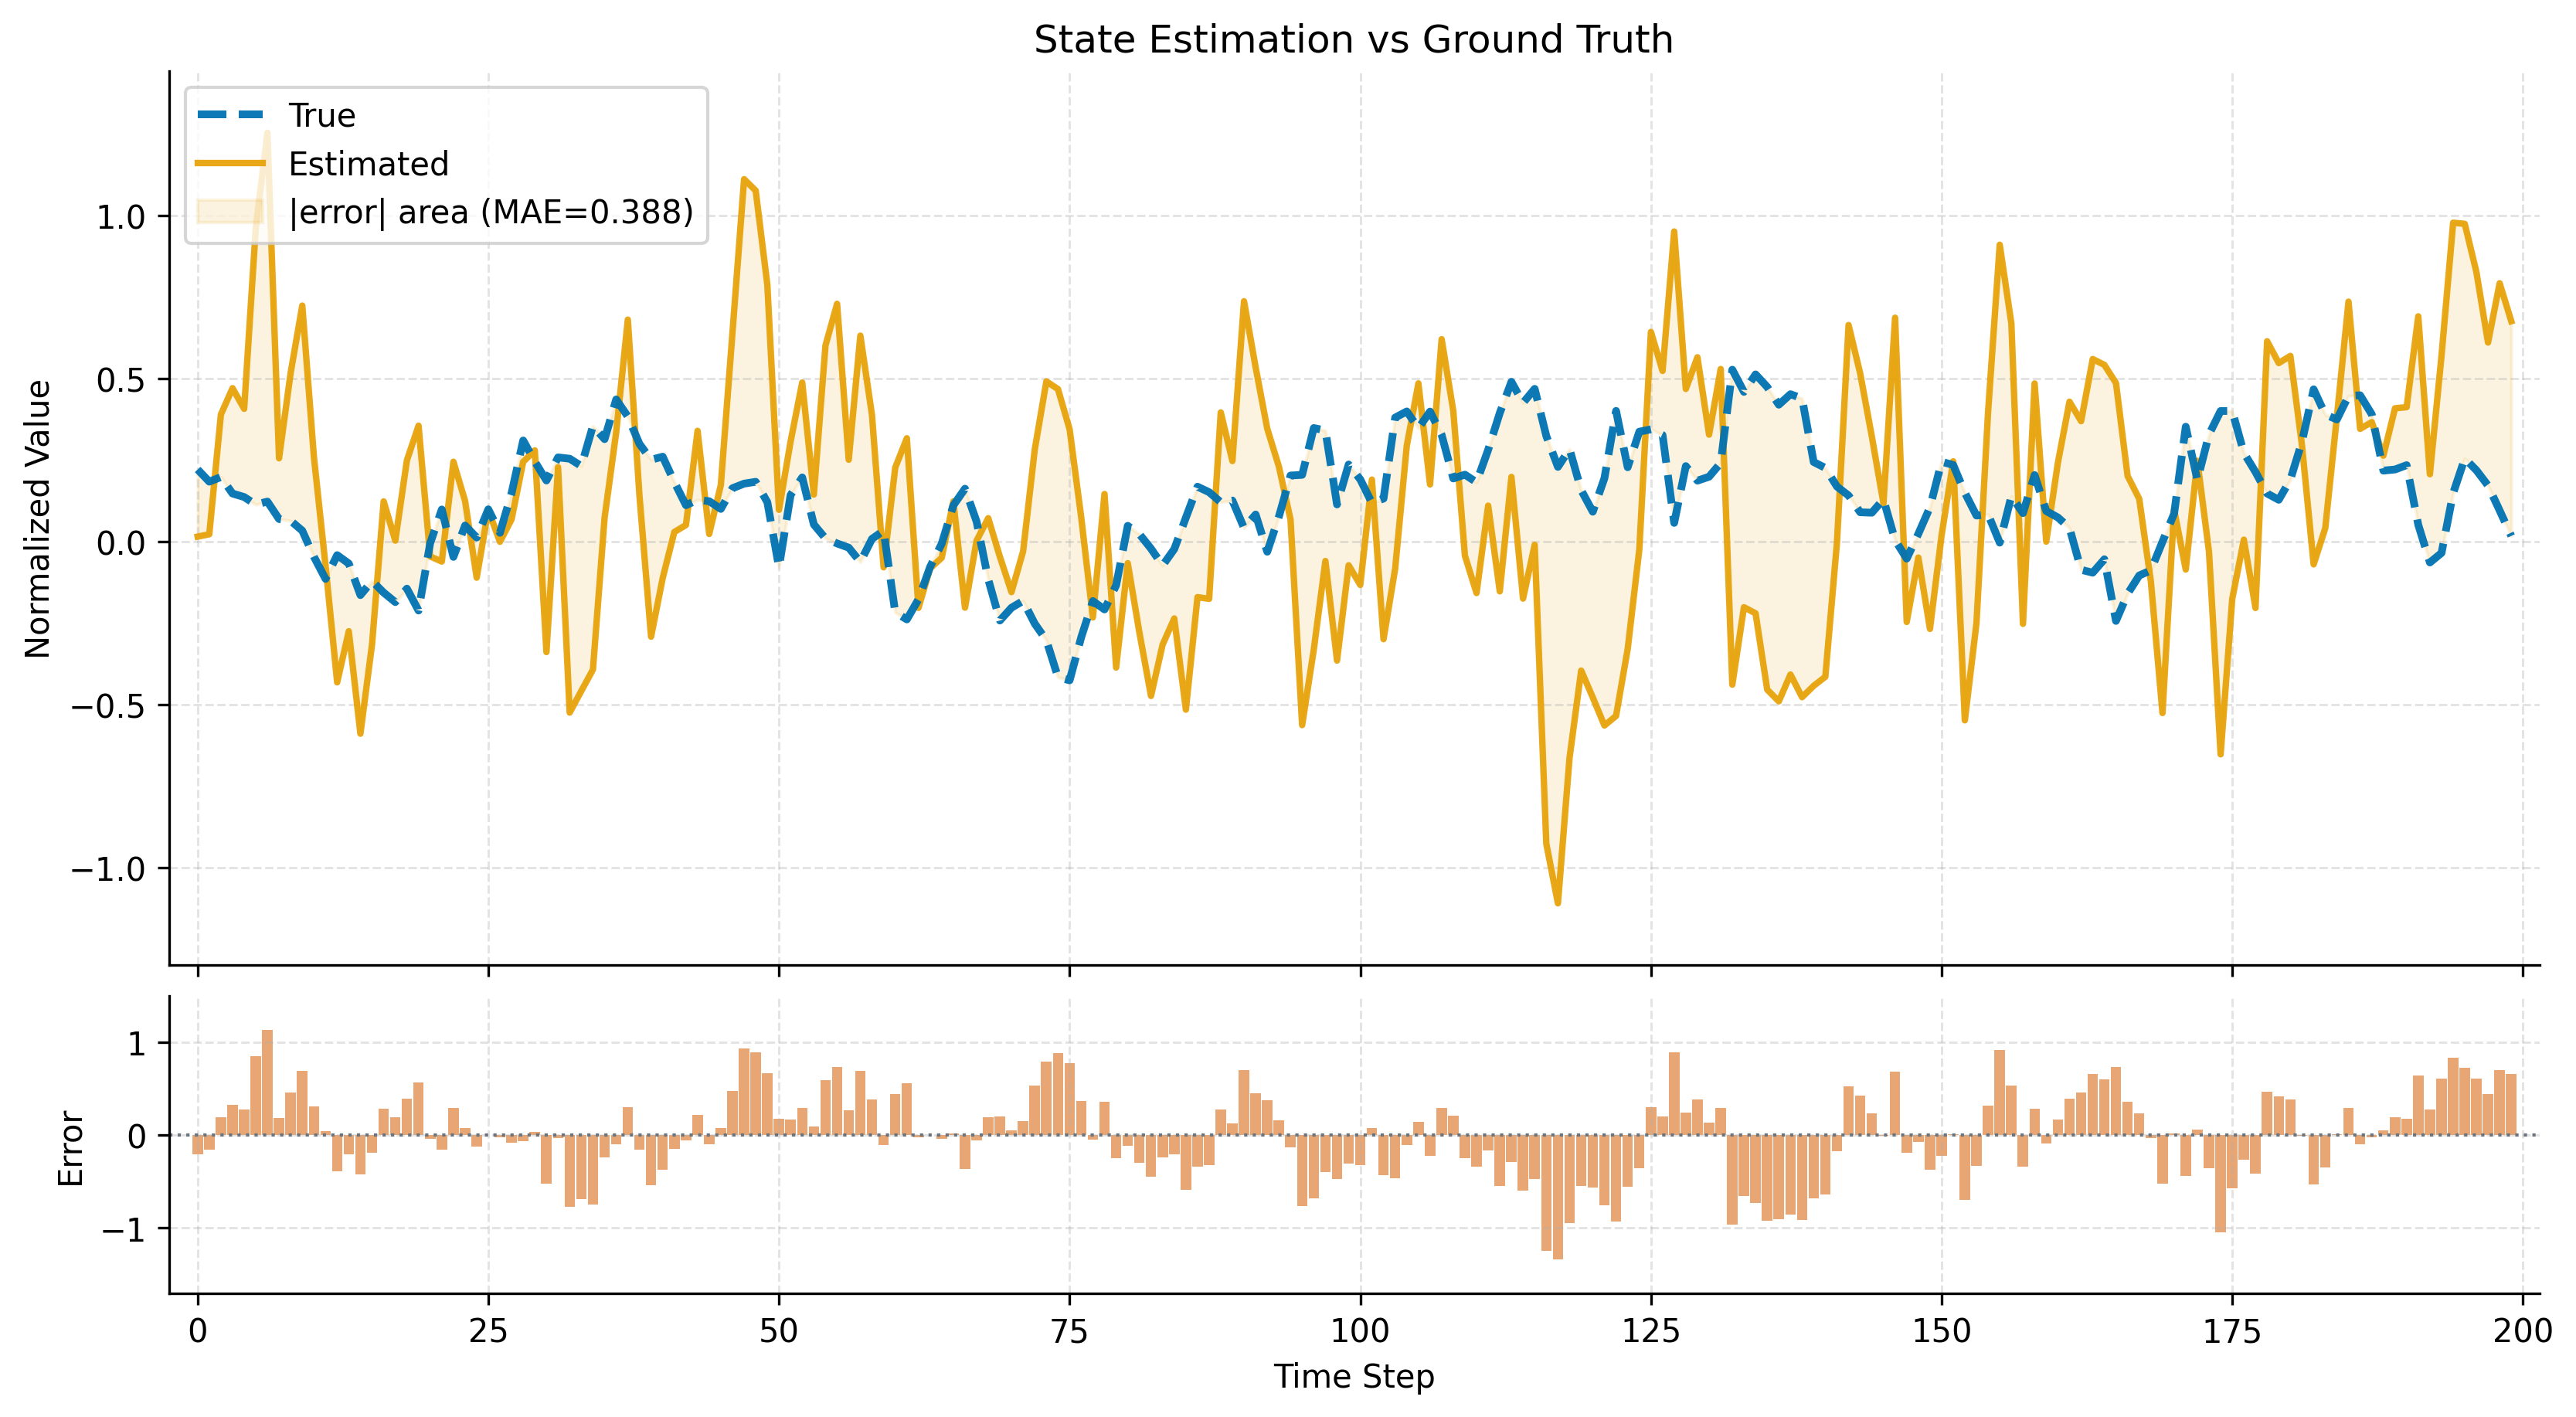 State Estimation vs Ground Truth
True
Estimated
|error| area (MAE=0.388)
Normalized Value
1.0
0.5
0.0
−0.5
−1.0
Error
1
0
−1
0 25 50 75 100 125 150 175 200
Time Step